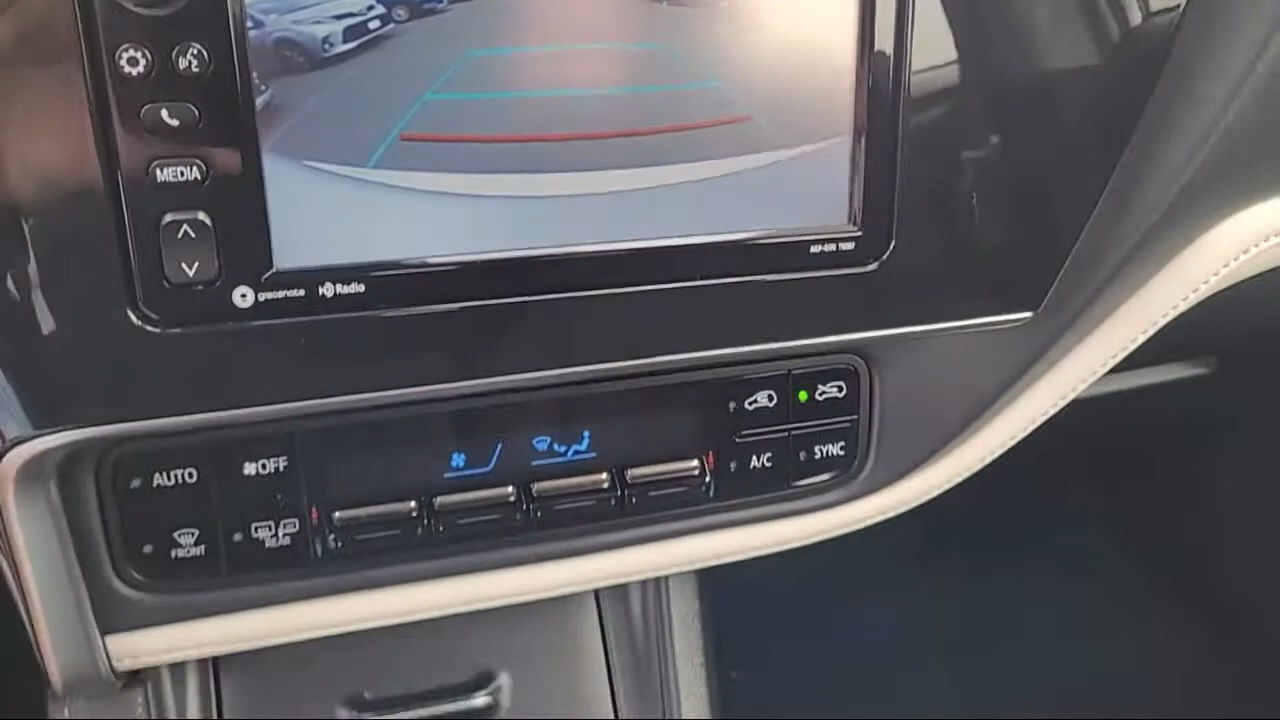 MEDIA
gracenote
HD Radio
AUTO
OFF
FRONT
REAR
A/C
SYNC